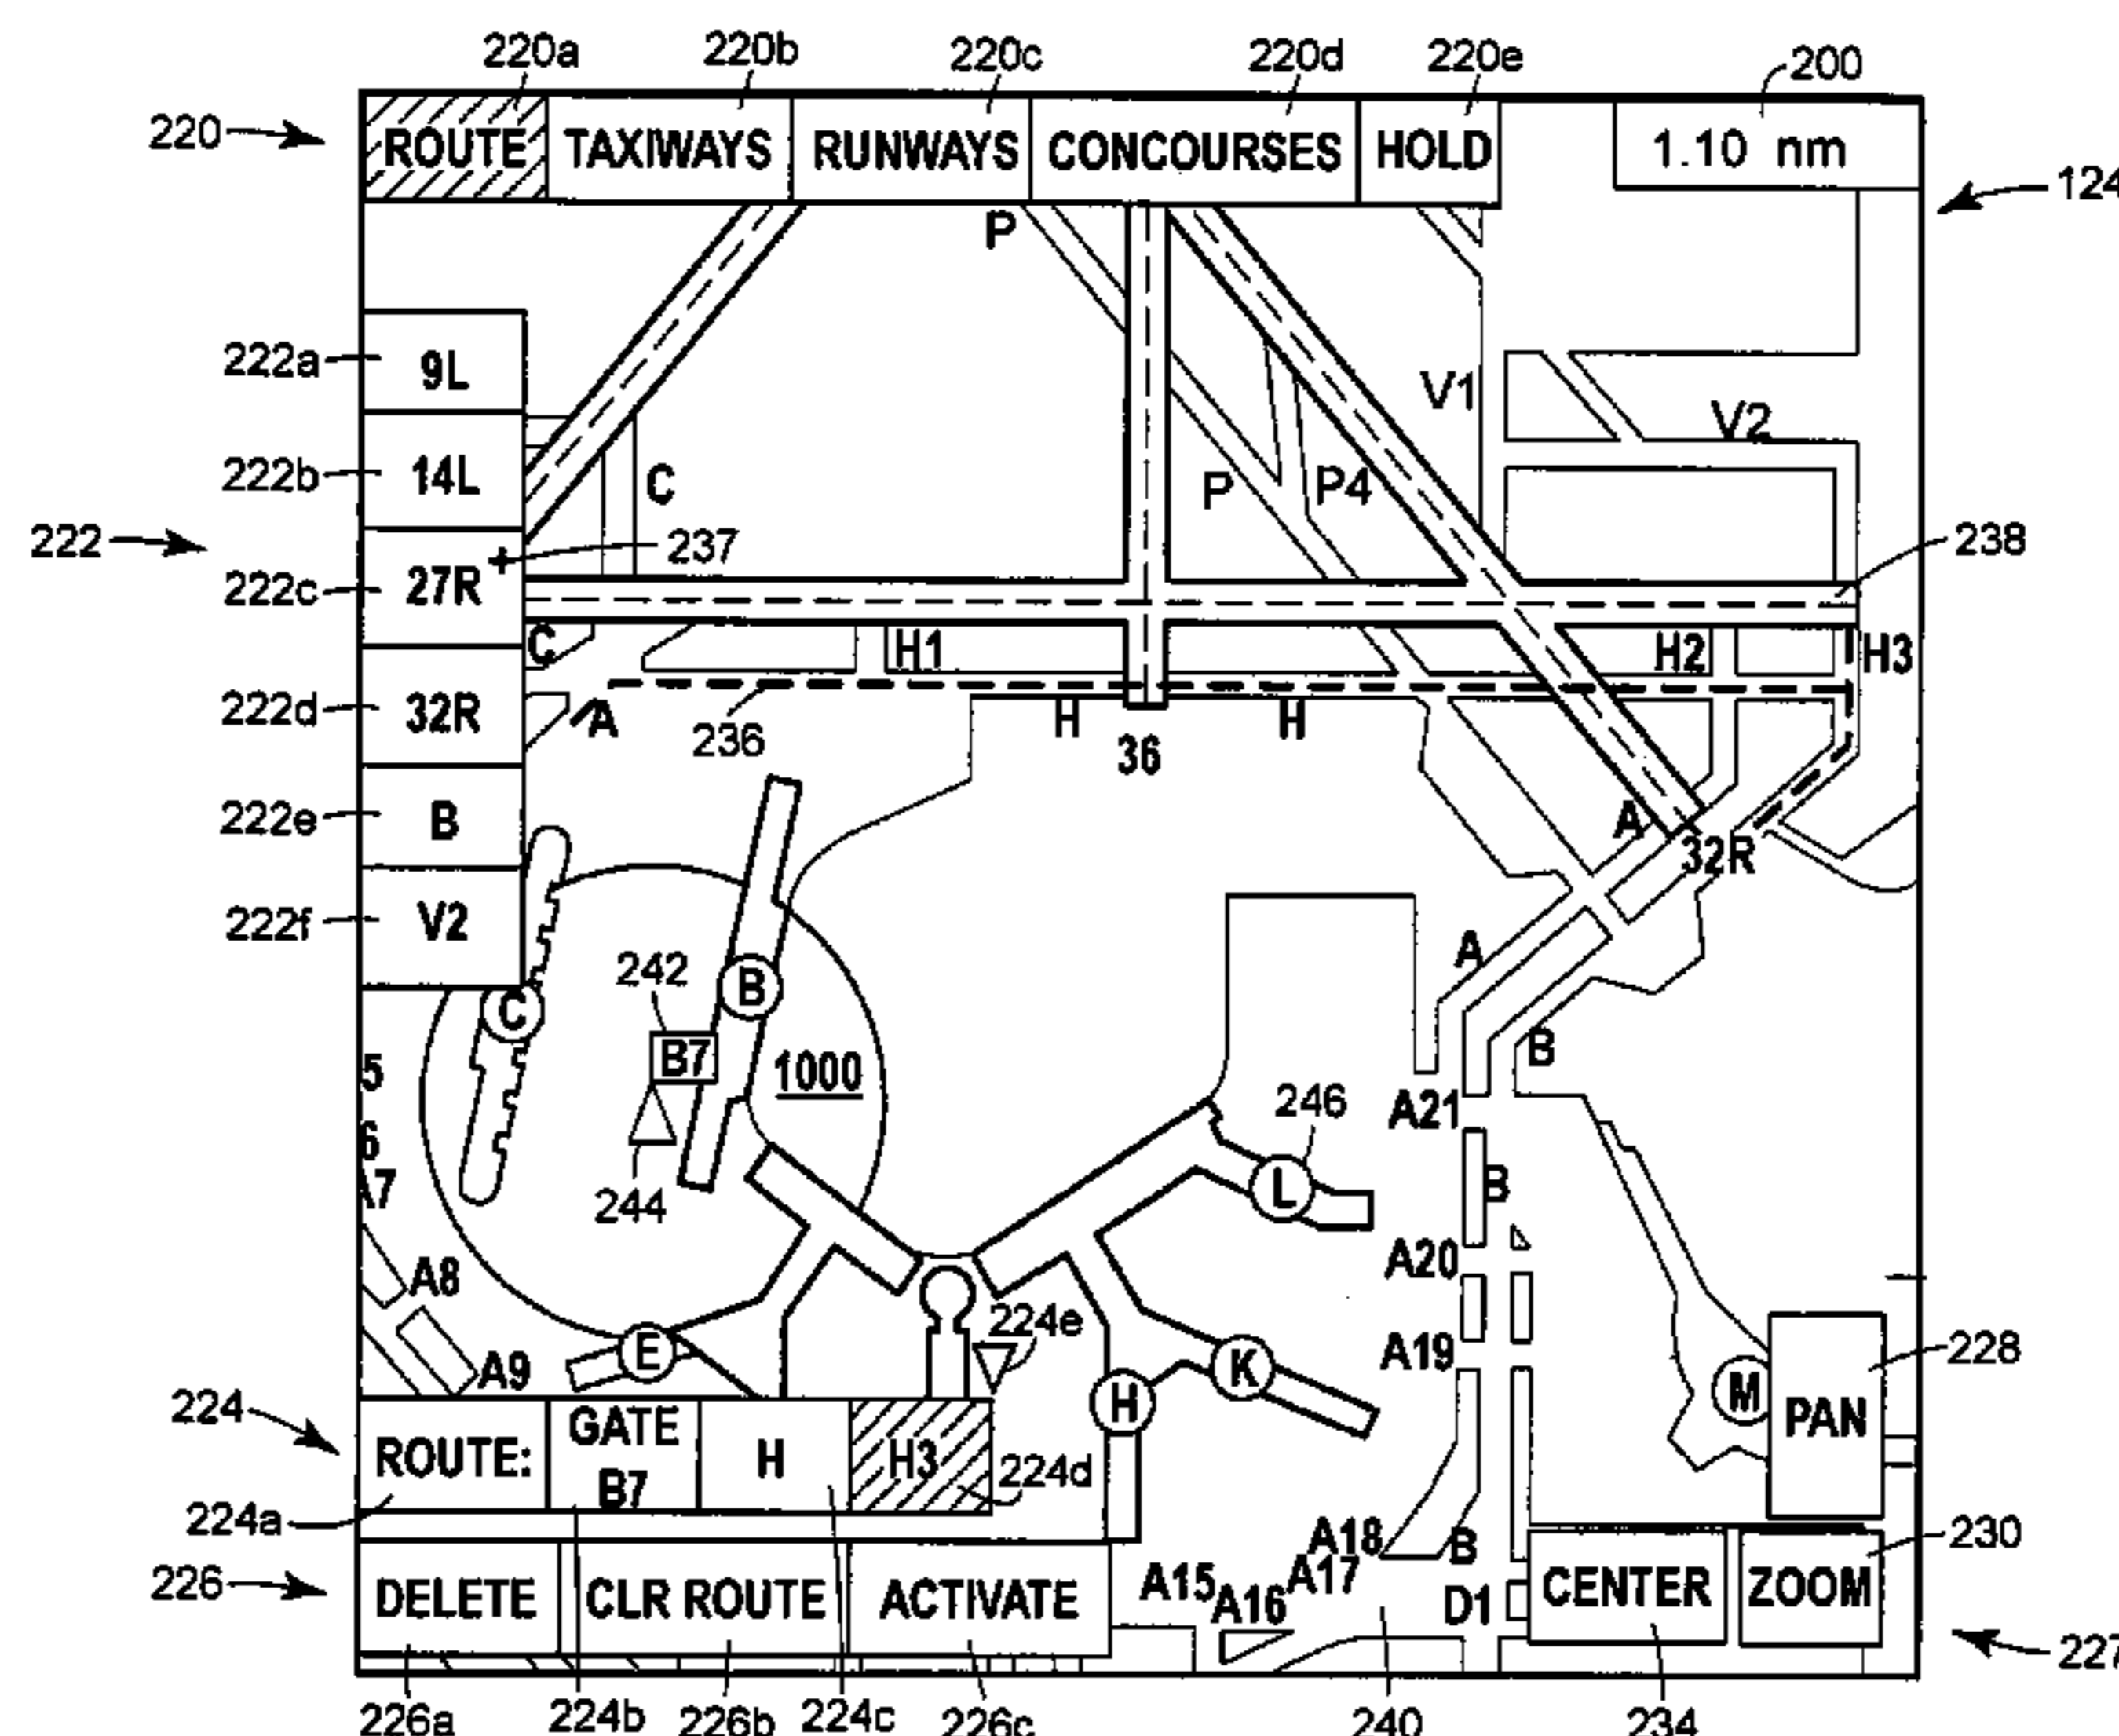 220a 220b 220c 220d 220e 200
220 ROUTE TAXIWAYS RUNWAYS CONCOURSES HOLD 1.10 nm
124
P
222a 9L
V1
V2
222b 14L C P P4
222 237 238
222c 27R +
C H1 H2 H3
222d 32R A 236 H 36 H
222e B A 32R
222f V2
242 B A
C
B7 1000 B
5
246 A21
6
A7 244 L B
A8 A20
224e
A9 E K A19 228
M
224 ROUTE: GATE B7 H H3 H PAN
224d
224a A18 B 230
226 DELETE CLR ROUTE ACTIVATE A15 A16 A17 D1 CENTER ZOOM
227
226a 224b 226b 224c 226c 240 234